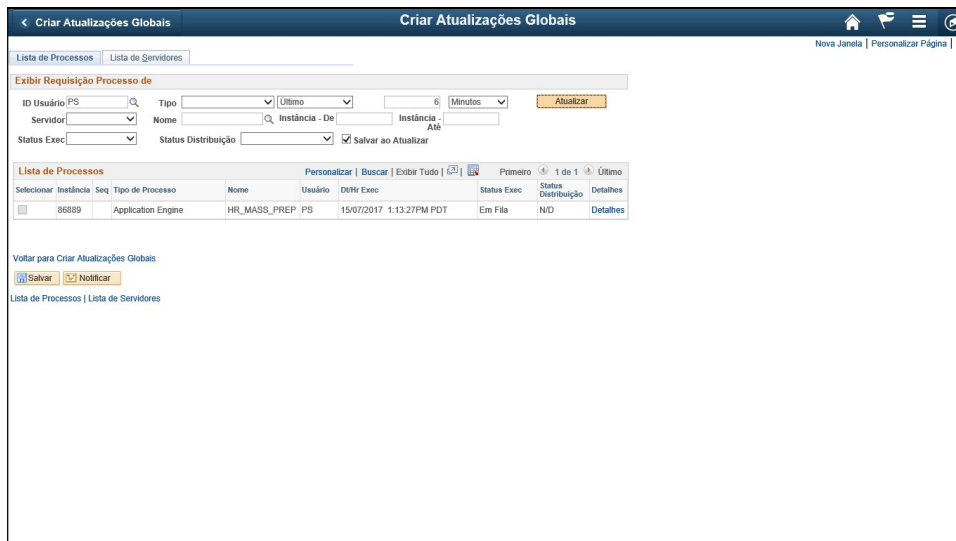 Criar Atualizações Globais
Criar Atualizações Globais
Nova Janela | Personalizar Página |
Lista de Processos Lista de Servidores
Exibir Requisição Processo de
ID Usuário PS Tipo Último 6 Minutos Atualizar
Servidor Nome Instância - De Instância - Até
Status Exec Status Distribuição Salvar ao Atualizar
Lista de Processos Personalizar | Buscar | Exibir Tudo | | Primeiro 1 de 1 Último
Selecionar Instância Seq Tipo de Processo Nome Usuário Dt/Hr Exec Status Exec Status Distribuição Detalhes
86889 Application Engine HR_MASS_PREP PS 15/07/2017 1:13:27PM PDT Em Fila N/D Detalhes
Voltar para Criar Atualizações Globais
Salvar Notificar
Lista de Processos | Lista de Servidores